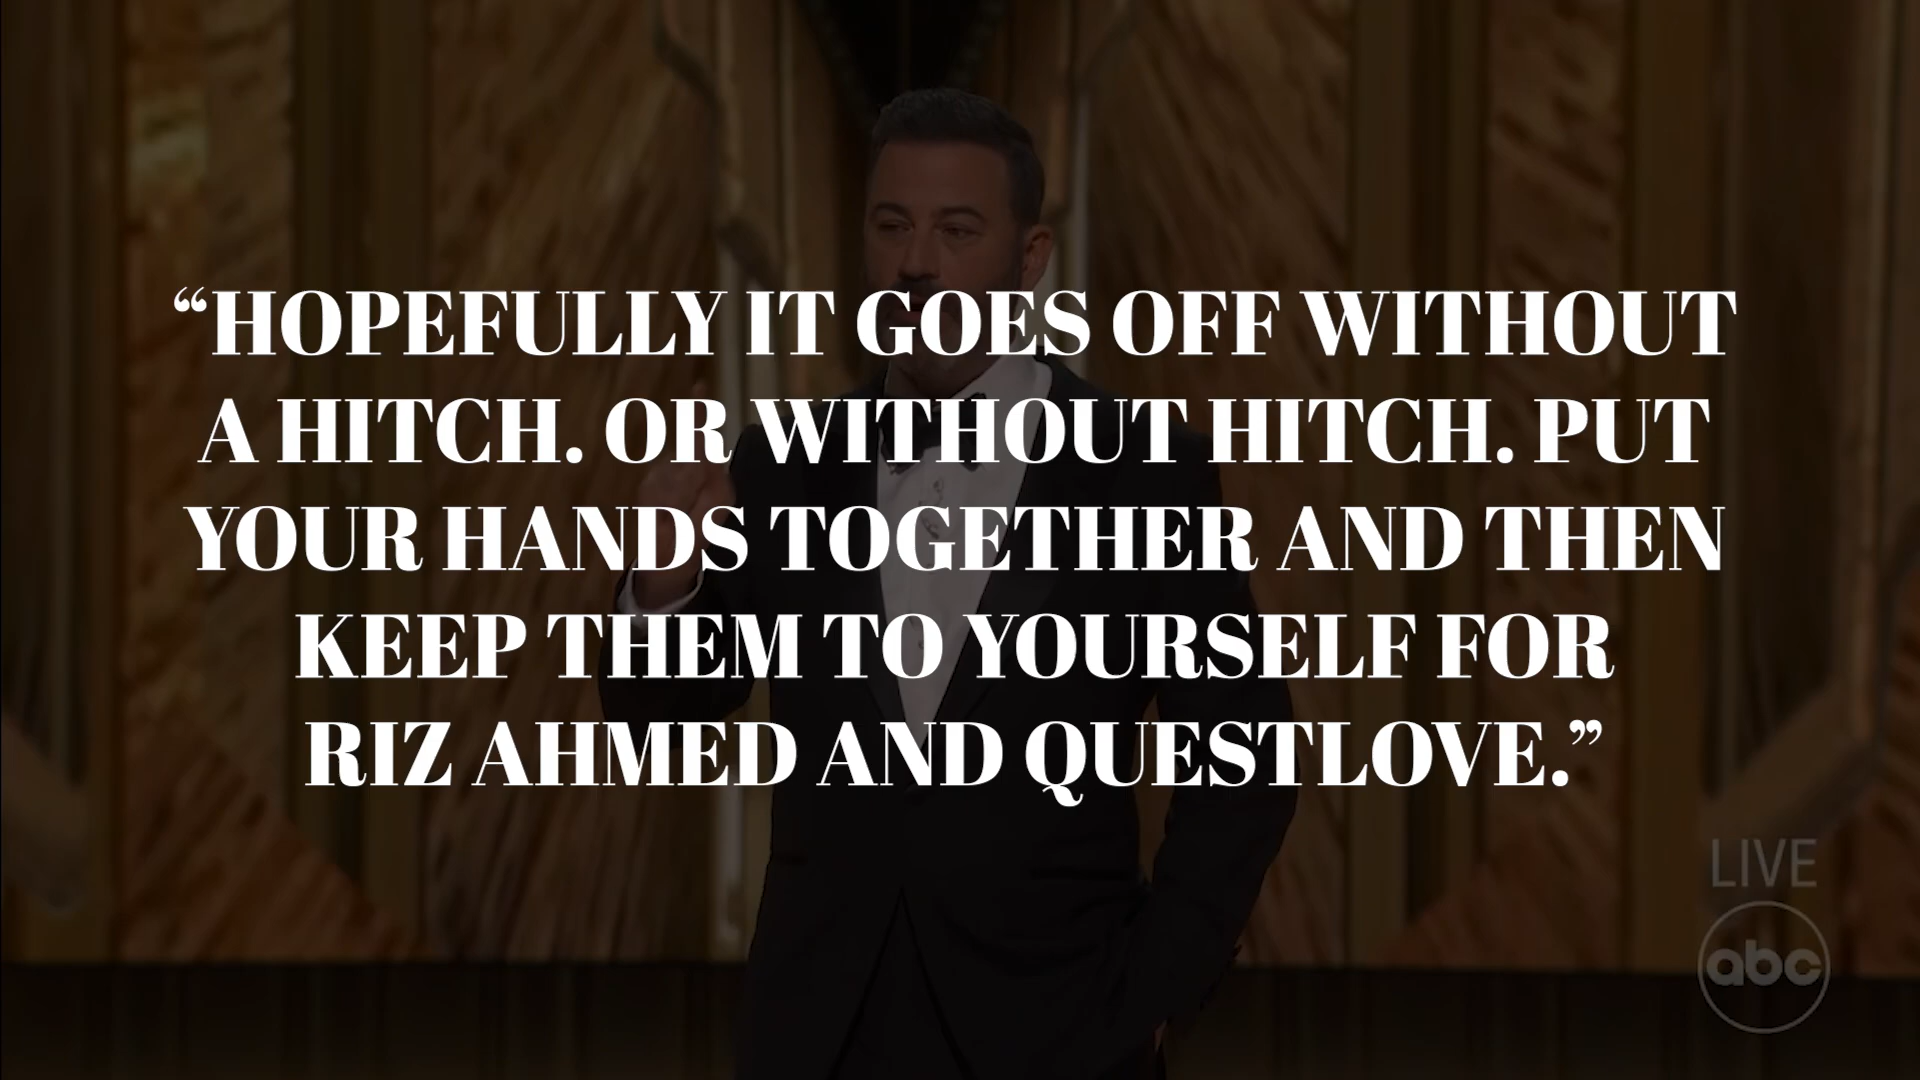 “HOPEFULLY IT GOES OFF WITHOUT
A HITCH. OR WITHOUT HITCH. PUT
YOUR HANDS TOGETHER AND THEN
KEEP THEM TO YOURSELF FOR
RIZ AHMED AND QUESTLOVE.”
LIVE
abc